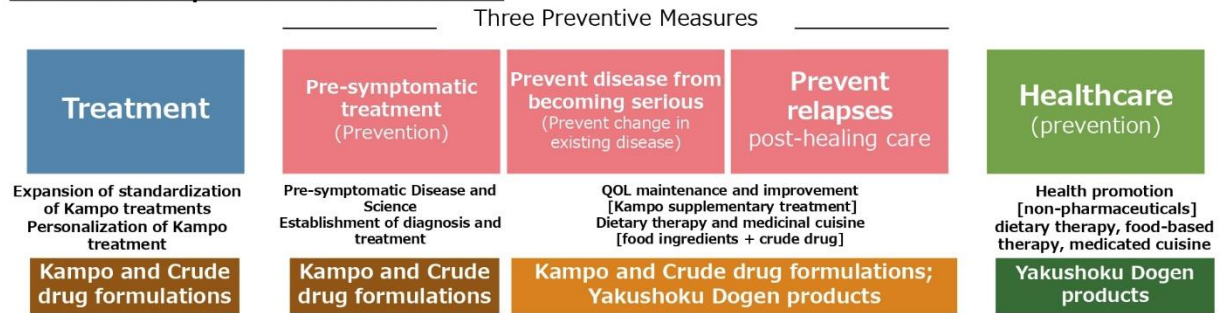 Three Preventive Measures
Treatment
Pre-symptomatic
treatment
(Prevention)
Prevent disease from
becoming serious
(Prevent change in
existing disease)
Prevent
relapses
post-healing care
Healthcare
(prevention)
Expansion of standardization
of Kampo treatments
Personalization of Kampo
treatment
Pre-symptomatic Disease and
Science
Establishment of diagnosis and
treatment
QOL maintenance and improvement
[Kampo supplementary treatment]
Dietary therapy and medicinal cuisine
[food ingredients + crude drug]
Health promotion
[non-pharmaceuticals]
dietary therapy, food-based
therapy, medicated cuisine
Kampo and Crude
drug formulations
Kampo and Crude
drug formulations
Kampo and Crude drug formulations;
Yakushoku Dogen products
Yakushoku Dogen
products